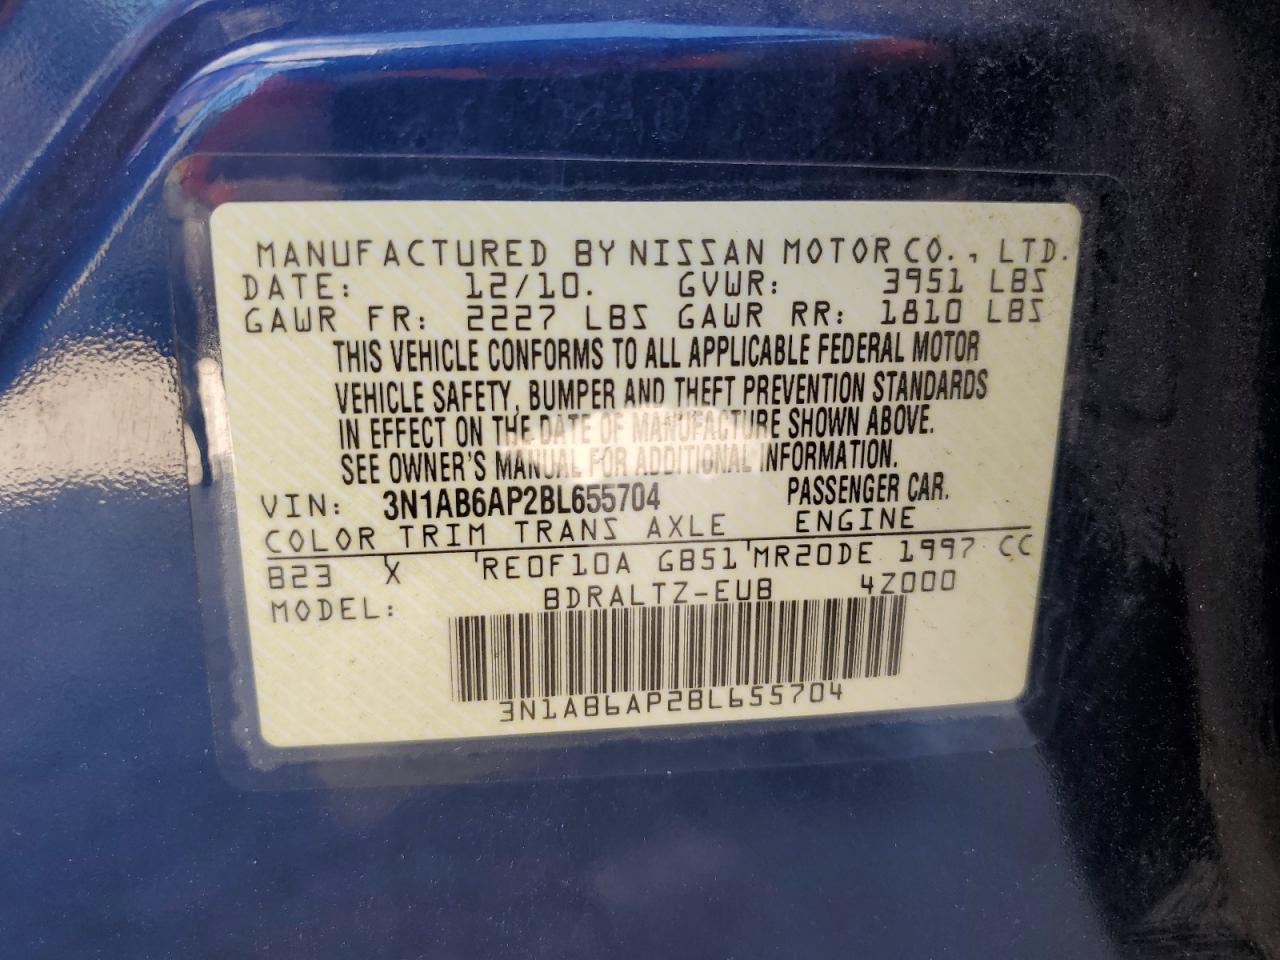 MANUFACTURED BY NISSAN MOTOR CO., LTD.
DATE: 12/10. GVWR: 3951 LBS
GAWR FR: 2227 LBS GAWR RR: 1810 LBS
THIS VEHICLE CONFORMS TO ALL APPLICABLE FEDERAL MOTOR
VEHICLE SAFETY, BUMPER AND THEFT PREVENTION STANDARDS
IN EFFECT ON THE DATE OF MANUFACTURE SHOWN ABOVE.
SEE OWNER'S MANUAL FOR ADDITIONAL INFORMATION.
VIN: 3N1AB6AP2BL655704 PASSENGER CAR.
COLOR TRIM TRANS AXLE ENGINE
B23 X RE0F10A GB51 MR20DE 1997 CC
MODEL: BDRALTZ-EUB 4Z000
3N1AB6AP2BL655704